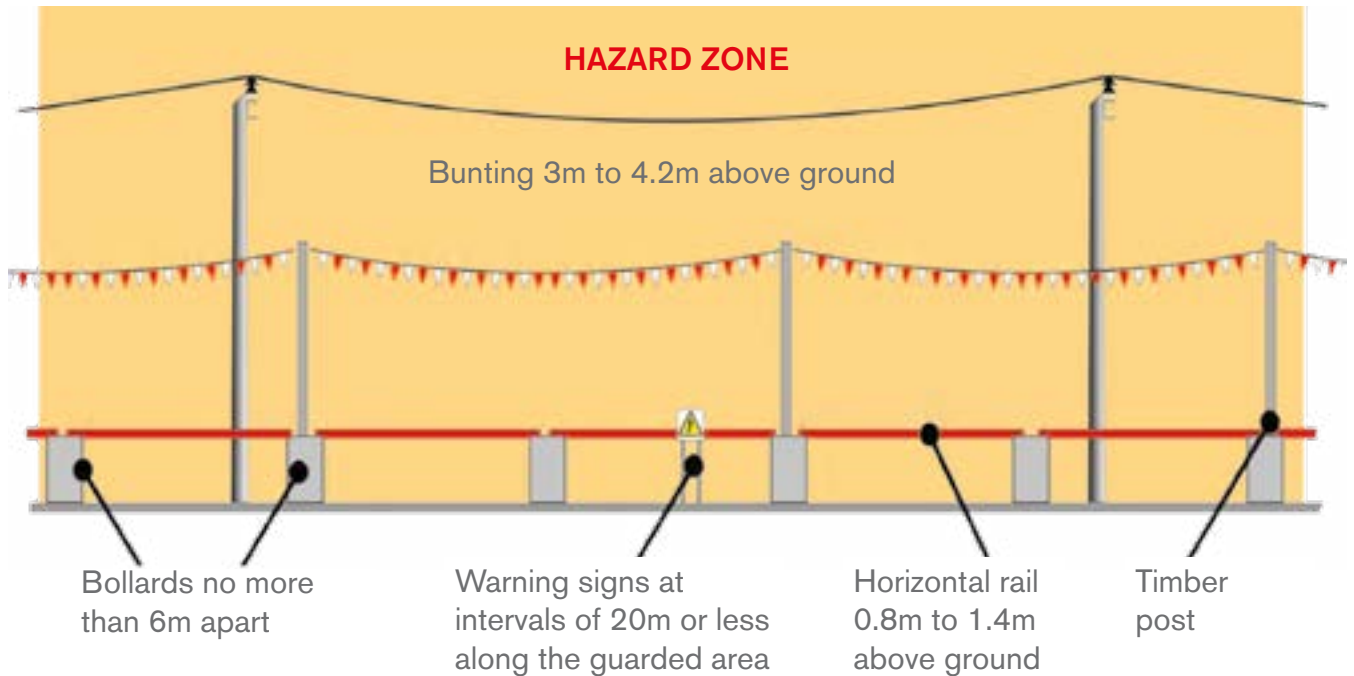 HAZARD ZONE
Bunting 3m to 4.2m above ground
Bollards no more
than 6m apart
Warning signs at
intervals of 20m or less
along the guarded area
Horizontal rail
0.8m to 1.4m
above ground
Timber
post